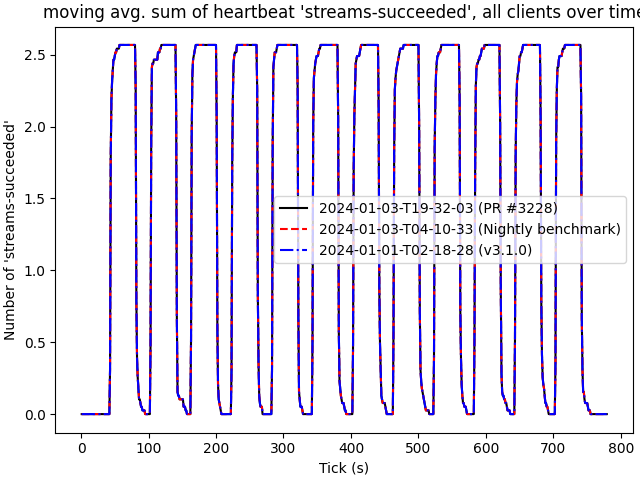 moving avg. sum of heartbeat 'streams-succeeded', all clients over time
Number of 'streams-succeeded'
2.5
2.0
1.5
1.0
0.5
0.0
2024-01-03-T19-32-03 (PR #3228)
2024-01-03-T04-10-33 (Nightly benchmark)
2024-01-01-T02-18-28 (v3.1.0)
0 100 200 300 400 500 600 700 800
Tick (s)